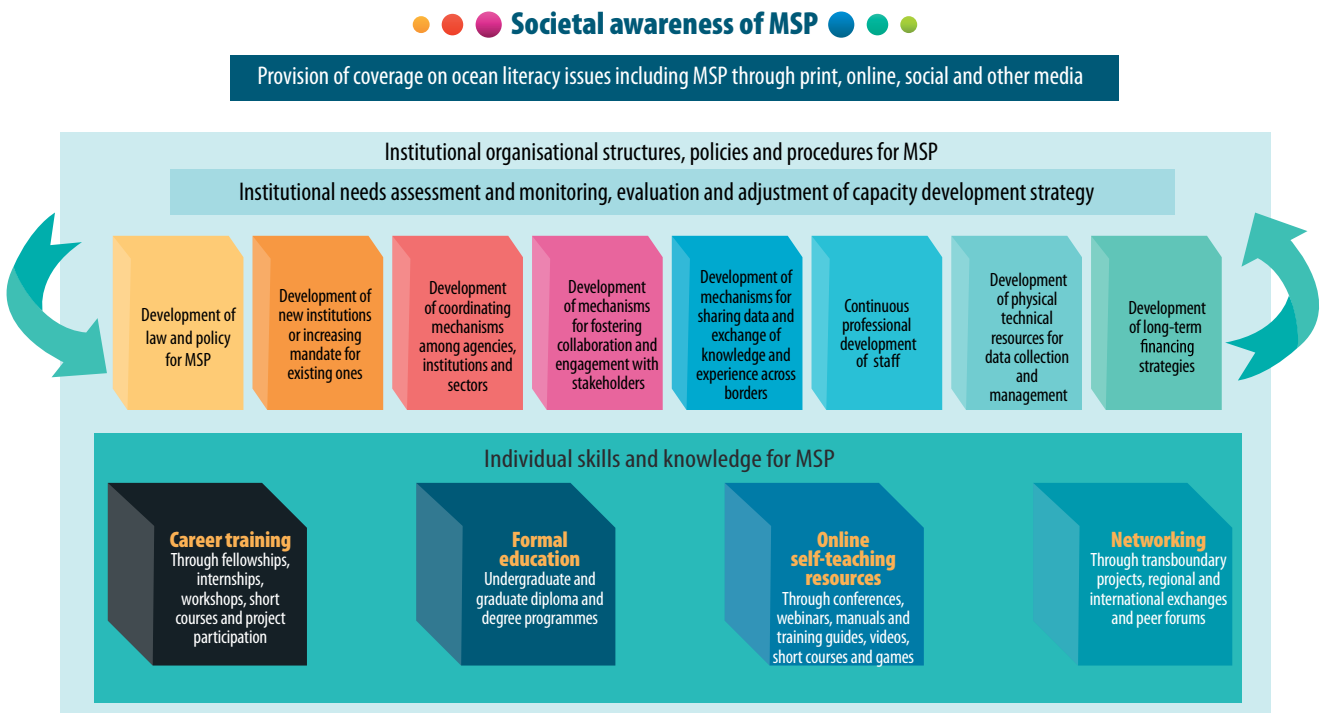 Societal awareness of MSP
Provision of coverage on ocean literacy issues including MSP through print, online, social and other media
Institutional organisational structures, policies and procedures for MSP
Institutional needs assessment and monitoring, evaluation and adjustment of capacity development strategy
Development of
law and policy
for MSP
Development of
new institutions
or increasing
mandate for
existing ones
Development
of coordinating
mechanisms
among agencies,
institutions and
sectors
Development
of mechanisms
for fostering
collaboration and
engagement with
stakeholders
Development of
mechanisms for
sharing data and
exchange of
knowledge and
experience across
borders
Continuous
professional
development
of staff
Development
of physical
technical
resources for
data collection
and
management
Development
of long-term
financing
strategies
Individual skills and knowledge for MSP
Career training
Through fellowships,
internships,
workshops, short
courses and project
participation
Formal
education
Undergraduate and
graduate diploma and
degree programmes
Online
self-teaching
resources
Through conferences,
webinars, manuals and
training guides, videos,
short courses and games
Networking
Through transboundary
projects, regional and
international exchanges
and peer forums